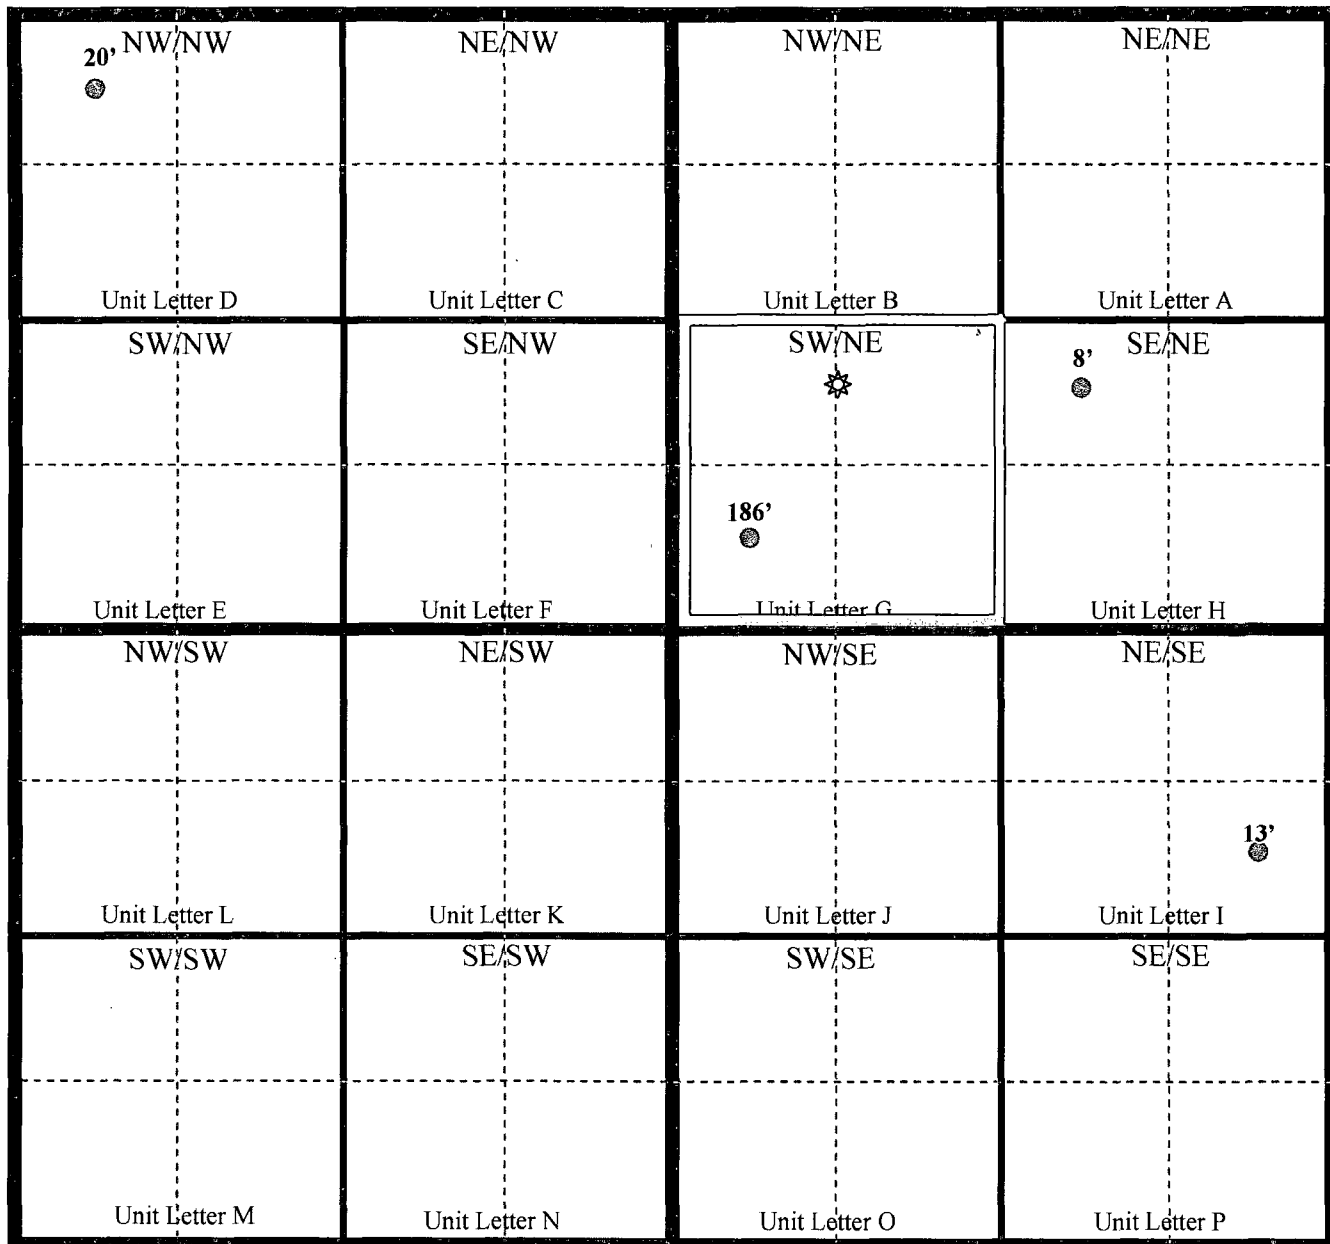 NW/NW
NE/NW
NW/NE
NE/NE
20’
Unit Letter D
Unit Letter C
Unit Letter B
Unit Letter A
SW/NW
SE/NW
SW/NE
SE/NE
8’
186’
Unit Letter E
Unit Letter F
Unit Letter G
Unit Letter H
NW/SW
NE/SW
NW/SE
NE/SE
13’
Unit Letter L
Unit Letter K
Unit Letter J
Unit Letter I
SW/SW
SE/SW
SW/SE
SE/SE
Unit Letter M
Unit Letter N
Unit Letter O
Unit Letter P